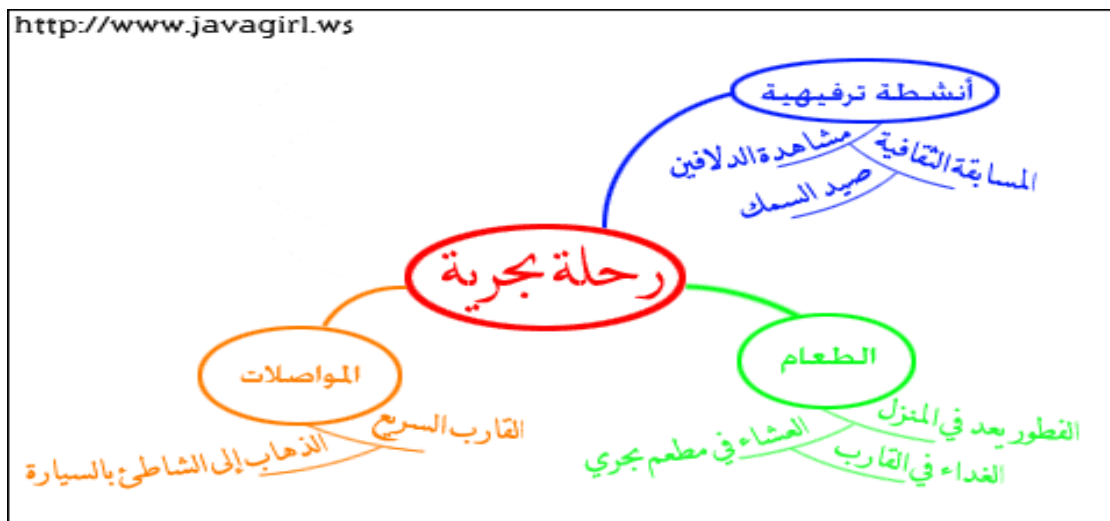 http://www.javagirl.ws
أنشطة ترفيهية
المسابقة الثقافية
مشاهدة الدلافين
صيد السمك
رحلة بحرية
الطعام
الفطور يعد في المنزل
الغداء في القارب
العشاء في مطعم بحري
المواصلات
القارب السريع
الذهاب إلى الشاطئ بالسيارة